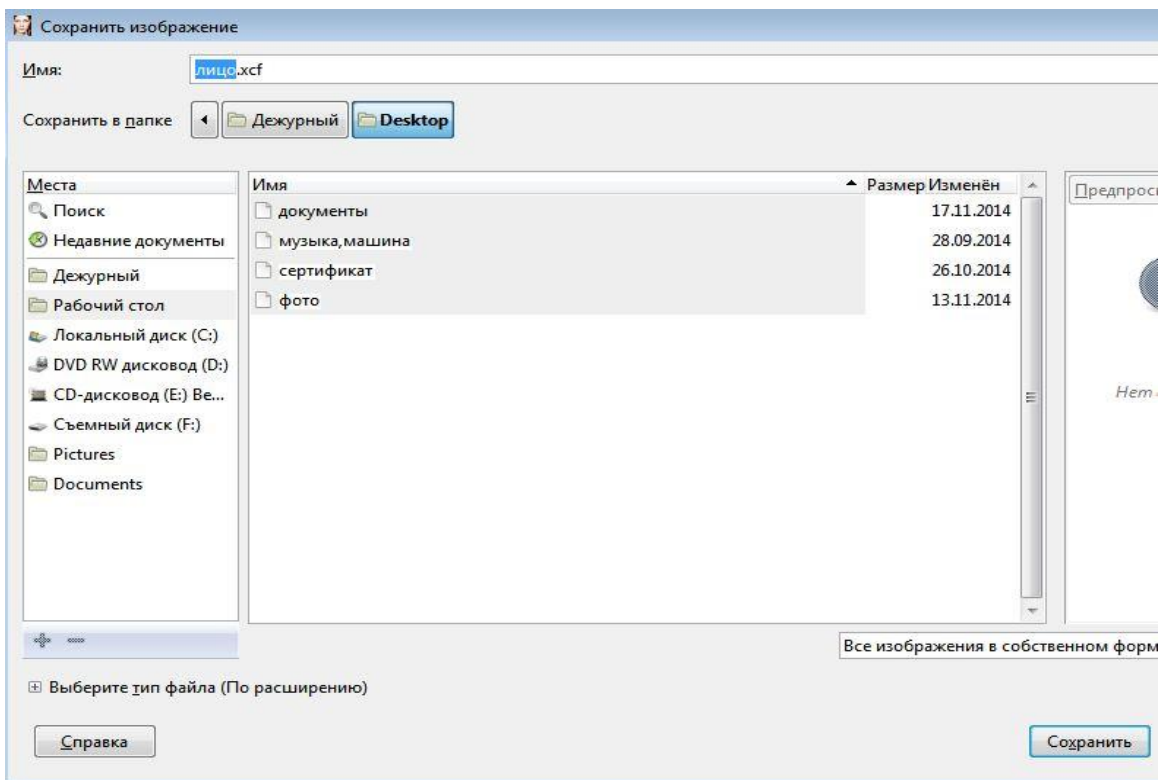 Сохранить изображение
Имя: лицо.xcf
Сохранить в папке Дежурный Desktop
Места
Поиск
Недавние документы
Дежурный
Рабочий стол
Локальный диск (C:)
DVD RW дисковод (D:)
CD-дисковод (E:) Be...
Съемный диск (F:)
Pictures
Documents
Имя Размер Изменён
документы 17.11.2014
музыка,машина 28.09.2014
сертификат 26.10.2014
фото 13.11.2014
Предпрос
Нет
Все изображения в собственном форм
Выберите тип файла (По расширению)
Справка Сохранить